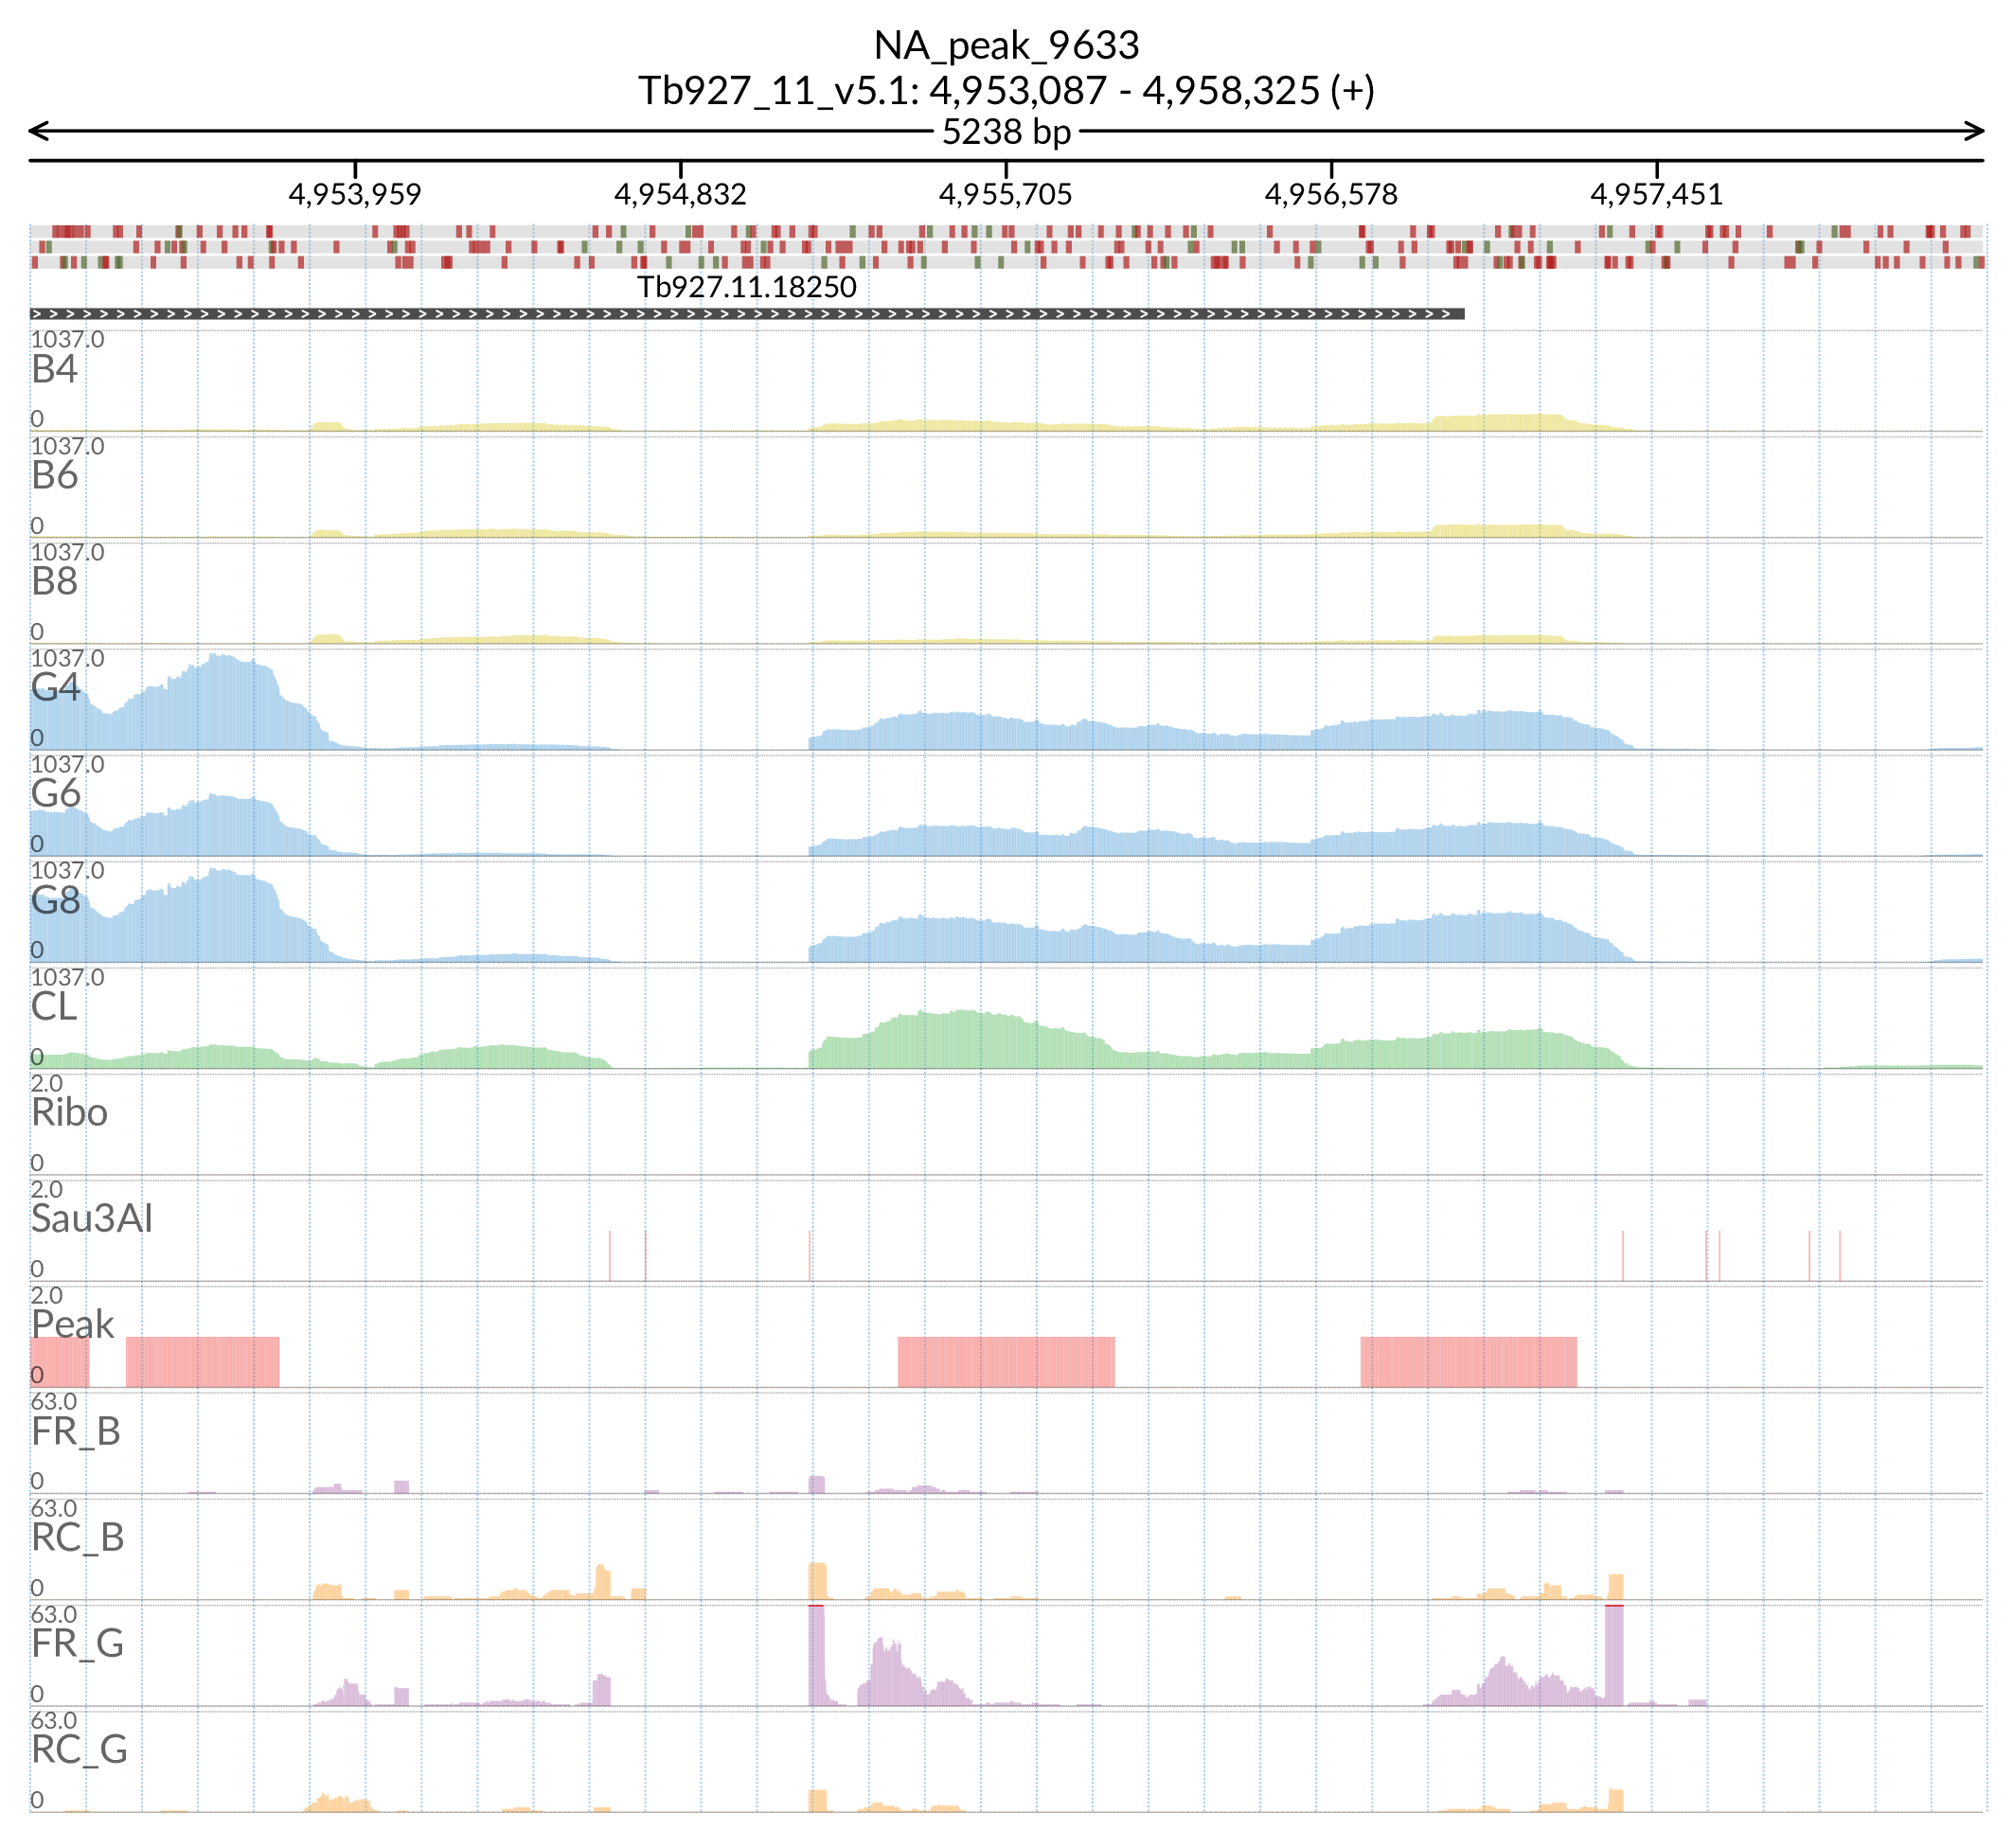 NA_peak_9633
Tb927_11_v5.1: 4,953,087 - 4,958,325 (+)
5238 bp
4,953,959 4,954,832 4,955,705 4,956,578 4,957,451
Tb927.11.18250
1037.0
B4
0
1037.0
B6
0
1037.0
B8
0
1037.0
G4
0
1037.0
G6
0
1037.0
G8
0
1037.0
CL
0
2.0
Ribo
0
2.0
Sau3AI
0
2.0
Peak
0
63.0
FR_B
0
63.0
RC_B
0
63.0
FR_G
0
63.0
RC_G
0